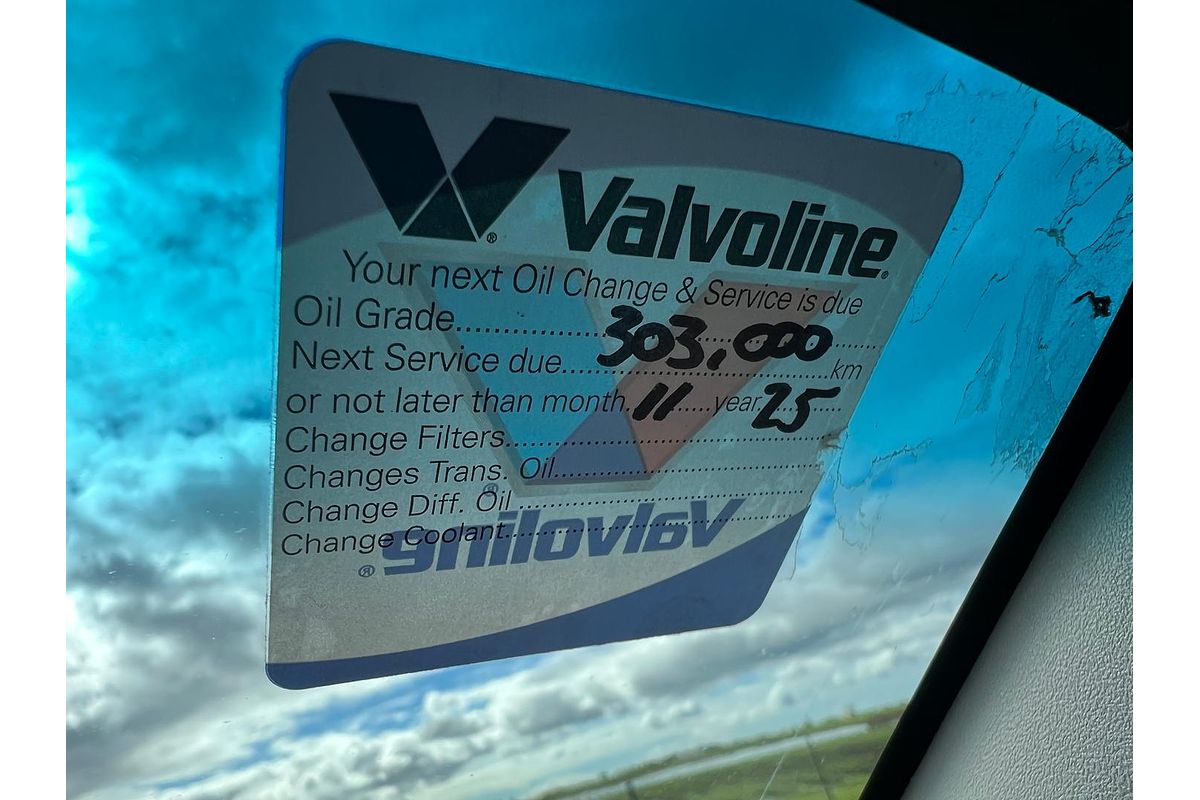 Valvoline
Your next Oil Change & Service is due
Oil Grade....................
Next Service due....303,000....km
or not later than month.11......year.25......
Change Filters....................
Changes Trans. Oil....................
Change Diff. Oil ....................
Change Coolant....................
Valvoline